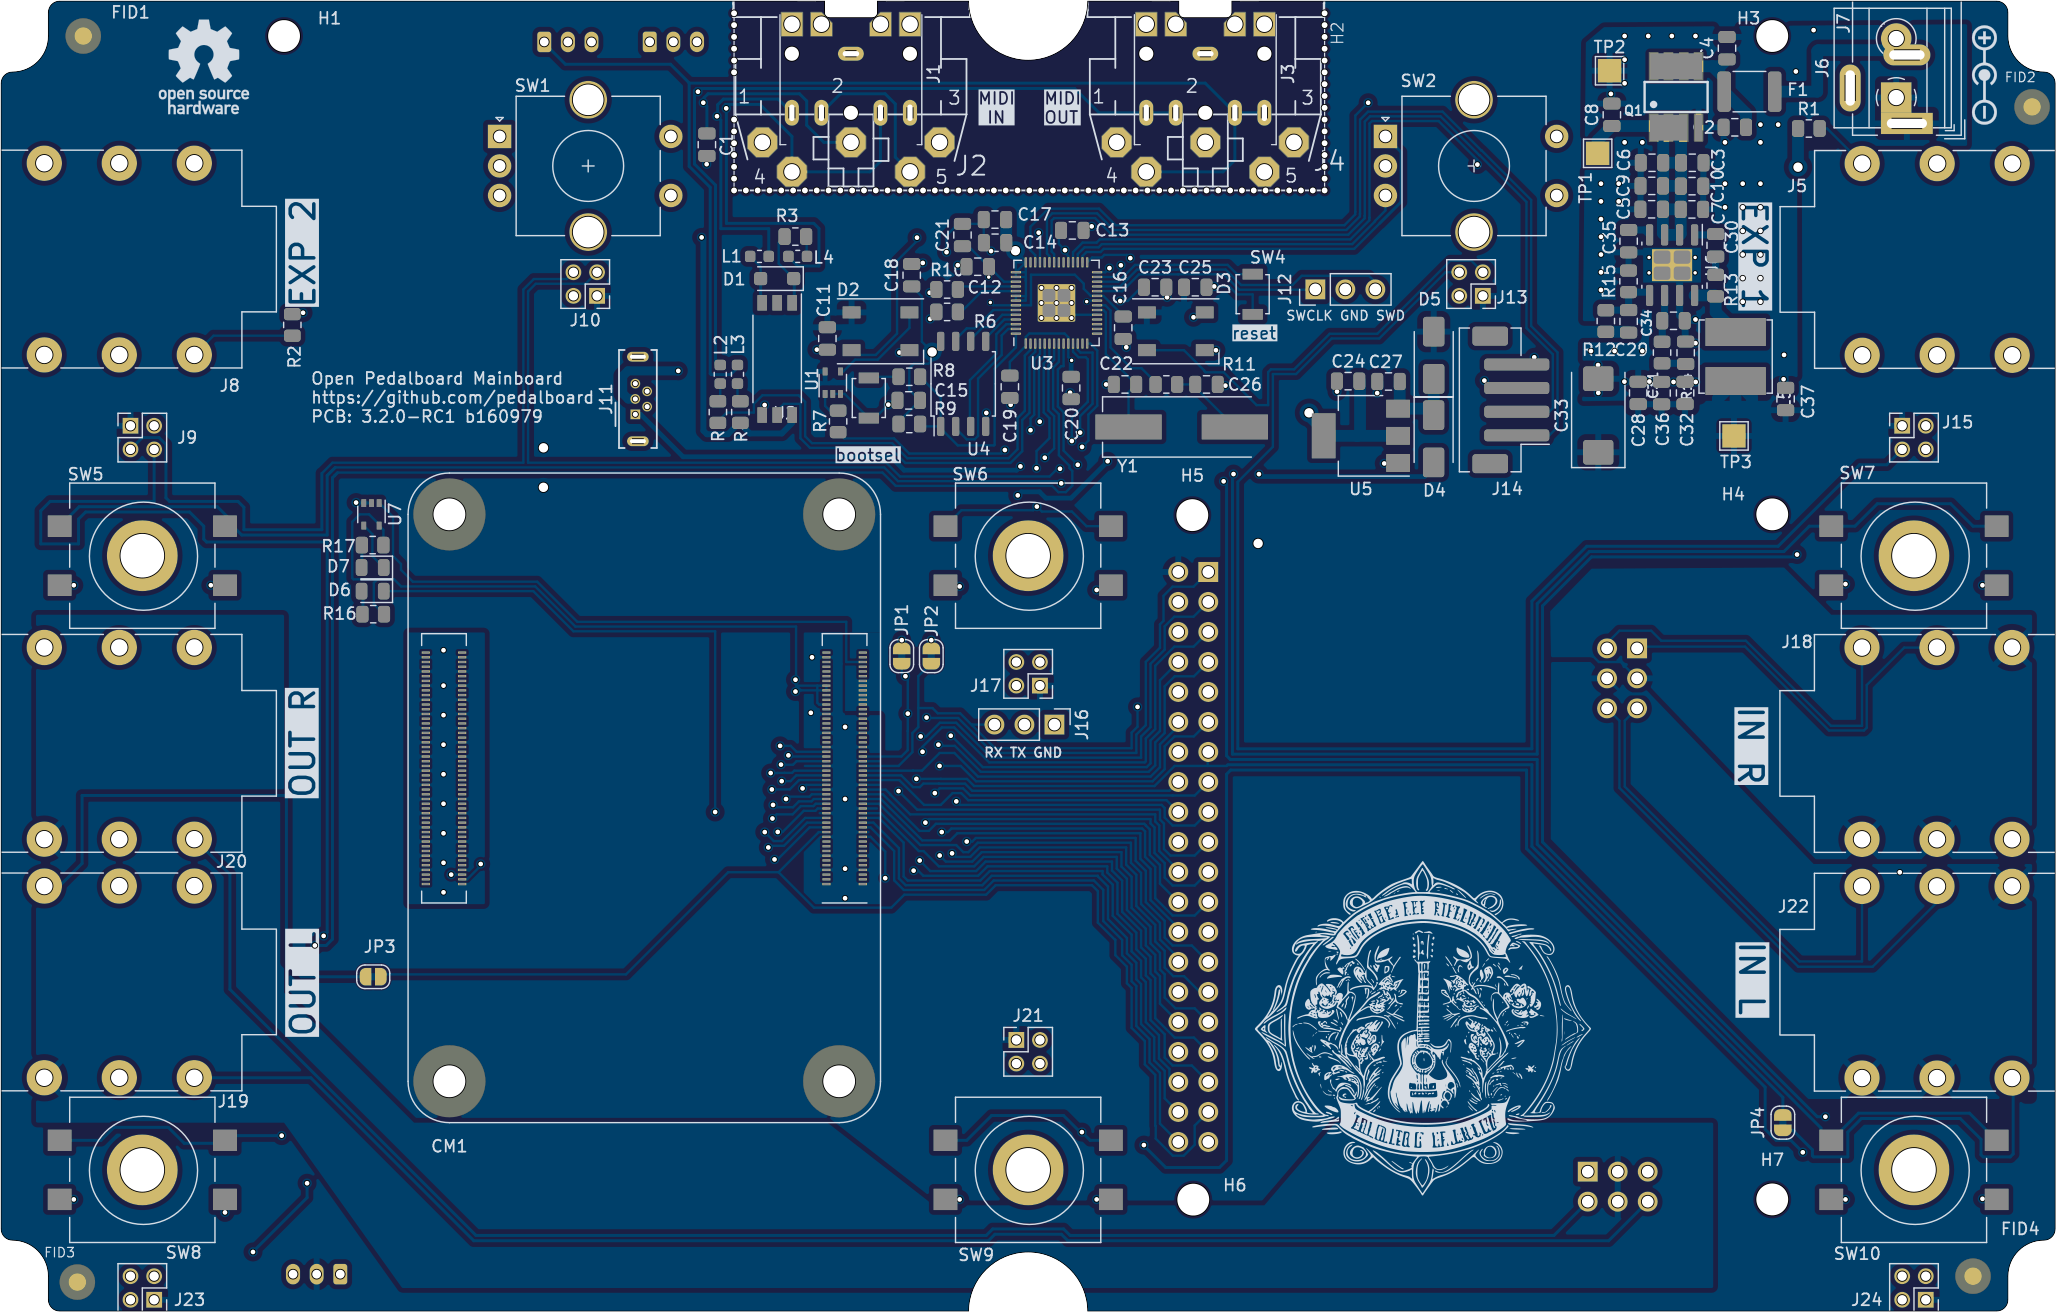 FID1
H1
H2
H3
J7
open source
hardware
SW1
J1
2
1
3
MIDI
IN
MIDI
OUT
J3
2
1
3
SW2
TP2
C4
Q1
C8
J6
F1
R1
FID2
C1
4
J2
5
4
5
4
TP1
C6
C3
C9
C10
C5
C7
J5
EXP 2
EXP 1
R3
C17
C21
C14
C13
C35
C30
L1
L4
D1
C18
R10
C12
C16
C23
C25
D3
SW4
J12
D5
J13
R15
R13
J10
D2
C11
SWCLK GND SWD
reset
R6
U3
C34
R2
J8
L2
L3
U1
R8
C15
R9
C22
R11
C26
C24
C27
R12
C29
Open Pedalboard Mainboard
https://github.com/pedalboard
PCB: 3.2.0-RC1 b160979
J11
R
R
R7
C19
C20
C33
C28
C36
C32
C37
J9
J15
bootsel
U4
Y1
H5
U5
D4
J14
TP3
SW5
SW6
SW7
H4
U7
R17
D7
D6
R16
JP1
JP2
J18
J17
J16
RX TX GND
OUT R
IN R
J20
J22
OUT L
IN L
JP3
J21
J19
CM1
JP4
H7
H6
FID3
SW8
SW9
SW10
FID4
J23
J24